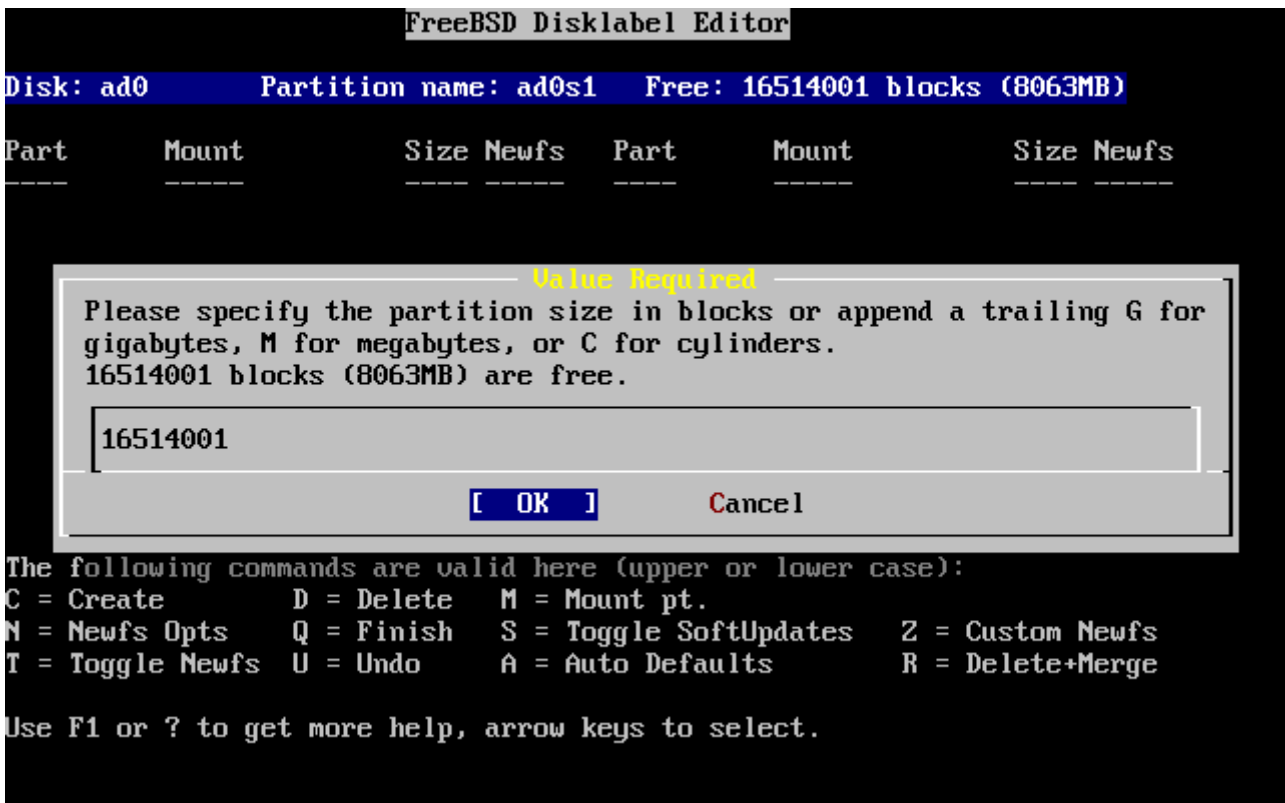 FreeBSD Disklabel Editor
Disk: ad0 Partition name: ad0s1 Free: 16514001 blocks (8063MB)
Part Mount Size Newfs Part Mount Size Newfs
---- ----- ---- ----- ---- ----- ---- -----
Value Required
Please specify the partition size in blocks or append a trailing G for
gigabytes, M for megabytes, or C for cylinders.
16514001 blocks (8063MB) are free.
16514001
[ OK ] Cancel
The following commands are valid here (upper or lower case):
C = Create D = Delete M = Mount pt.
N = Newfs Opts Q = Finish S = Toggle SoftUpdates Z = Custom Newfs
T = Toggle Newfs U = Undo A = Auto Defaults R = Delete+Merge
Use F1 or ? to get more help, arrow keys to select.